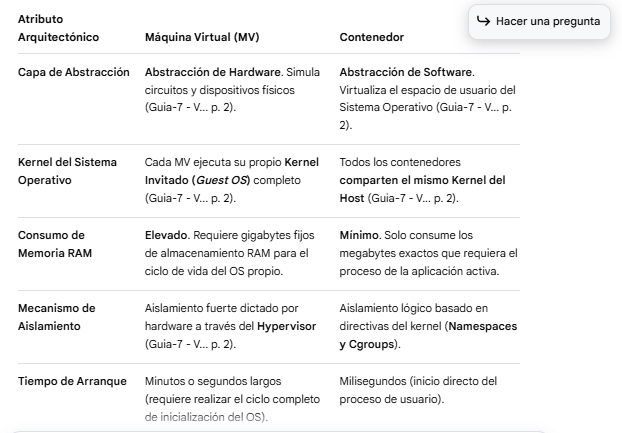 Hacer una pregunta
Atributo
Arquitectónico
Máquina Virtual (MV)
Contenedor
Capa de Abstracción
Abstracción de Hardware. Simula
circuitos y dispositivos físicos
(Guia-7 - V... p. 2).
Abstracción de Software.
Virtualiza el espacio de usuario del
Sistema Operativo (Guia-7 - V... p.
2).
Kernel del Sistema
Operativo
Cada MV ejecuta su propio Kernel
Invitado (Guest OS) completo
(Guia-7 - V... p. 2).
Todos los contenedores
comparten el mismo Kernel del
Host (Guia-7 - V... p. 2).
Consumo de
Memoria RAM
Elevado. Requiere gigabytes fijos
de almacenamiento RAM para el
ciclo de vida del OS propio.
Mínimo. Solo consume los
megabytes exactos que requiera el
proceso de la aplicación activa.
Mecanismo de
Aislamiento
Aislamiento fuerte dictado por
hardware a través del Hypervisor
(Guia-7 - V... p. 2).
Aislamiento lógico basado en
directivas del kernel (Namespaces
y Cgroups).
Tiempo de Arranque
Minutos o segundos largos
(requiere realizar el ciclo completo
de inicialización del OS).
Milisegundos (inicio directo del
proceso de usuario).